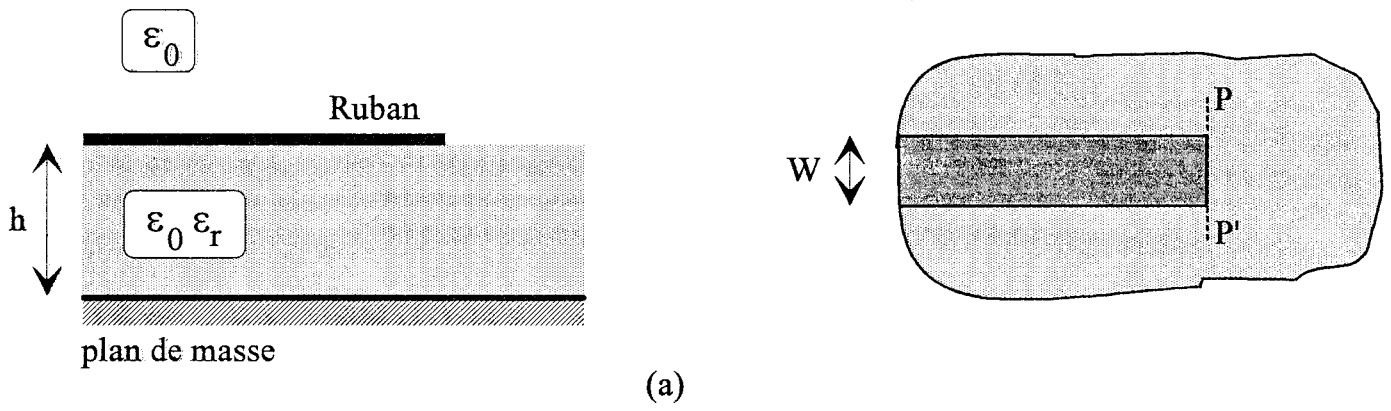 ε₀
Ruban
h
ε₀ εᵣ
plan de masse
W
P
P'
(a)